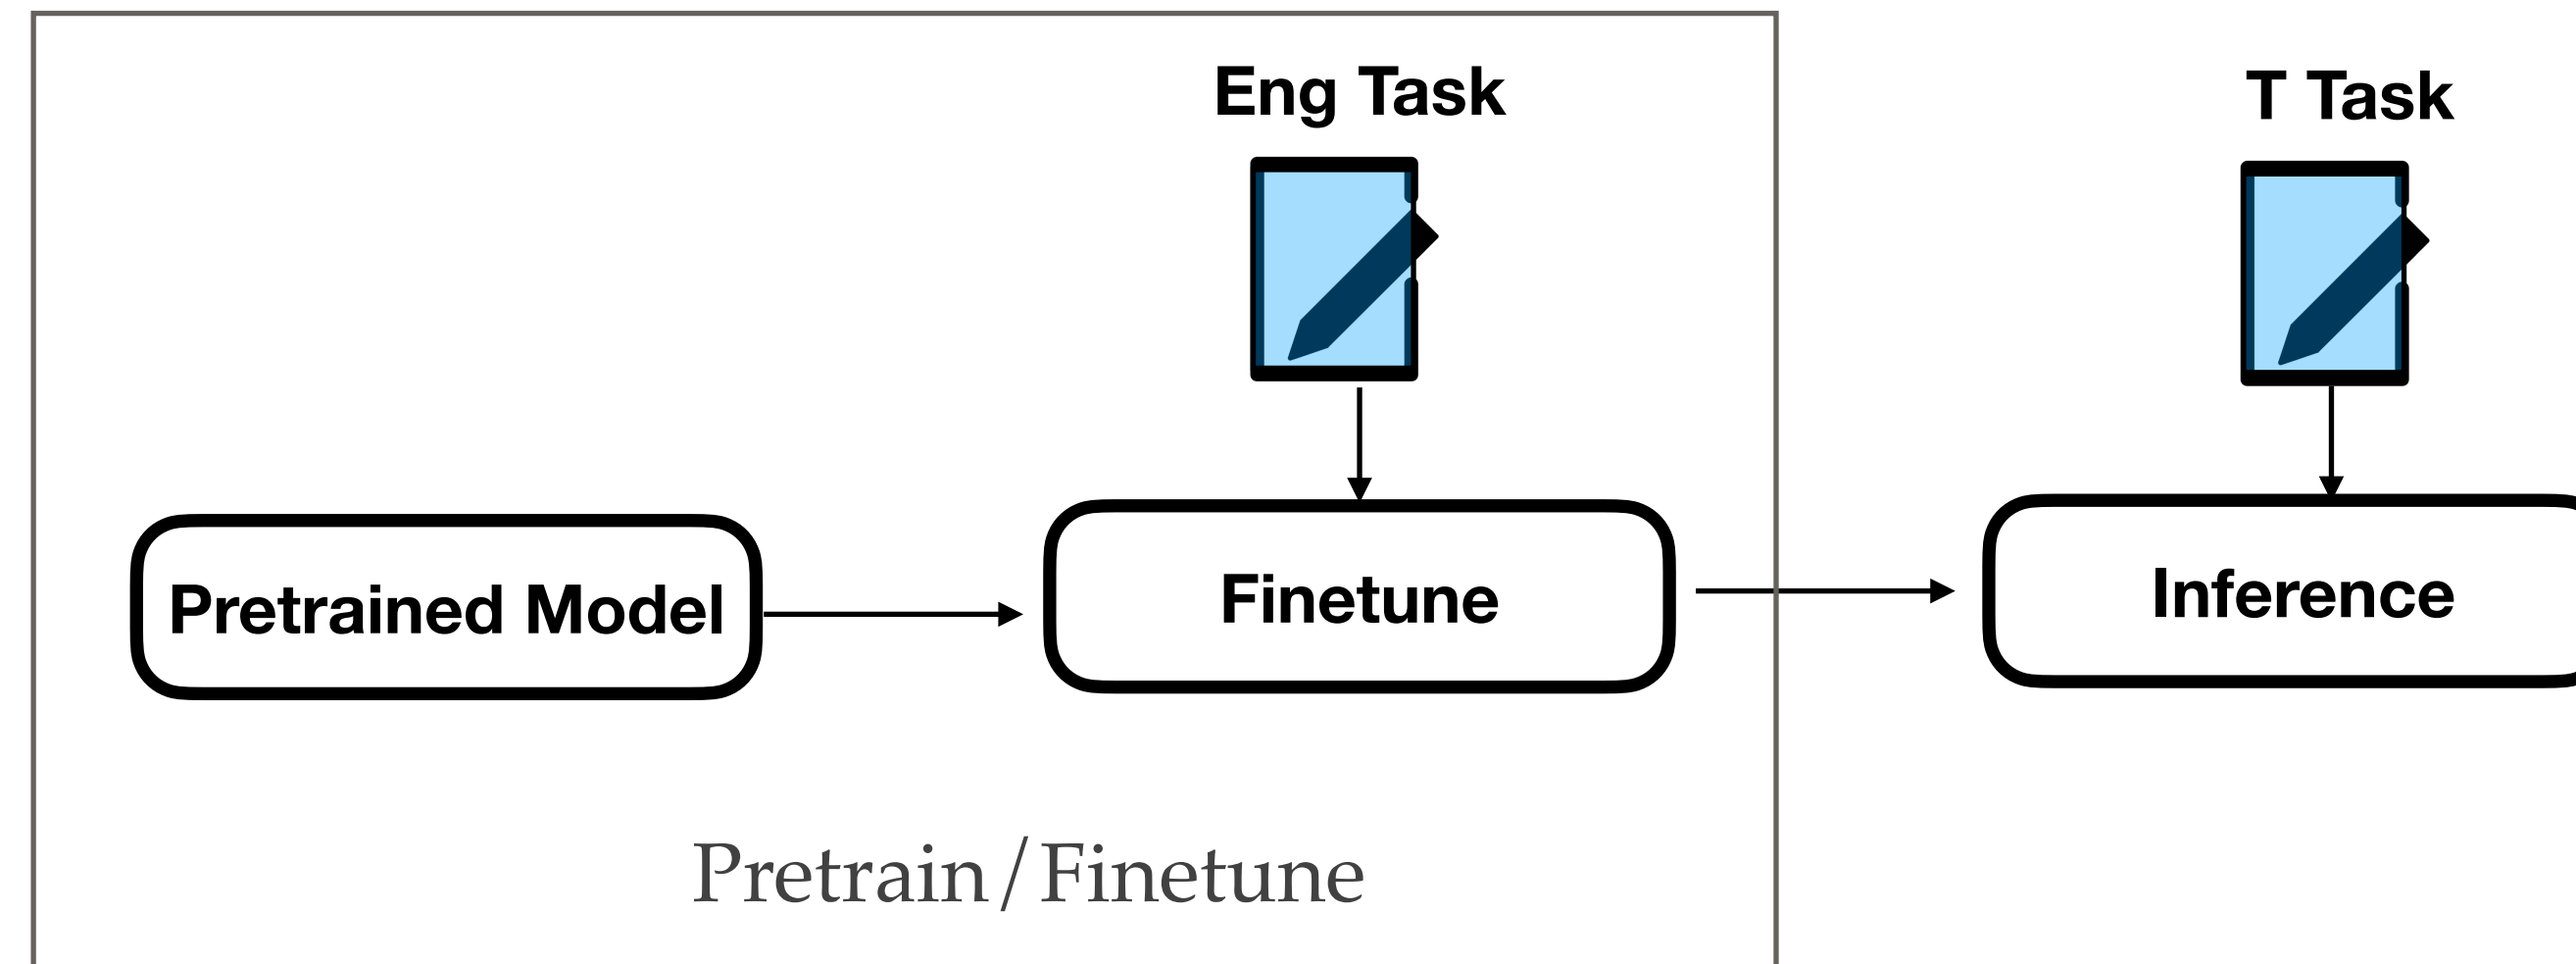 Eng Task
T Task
Pretrained Model
Finetune
Inference
Pretrain/Finetune